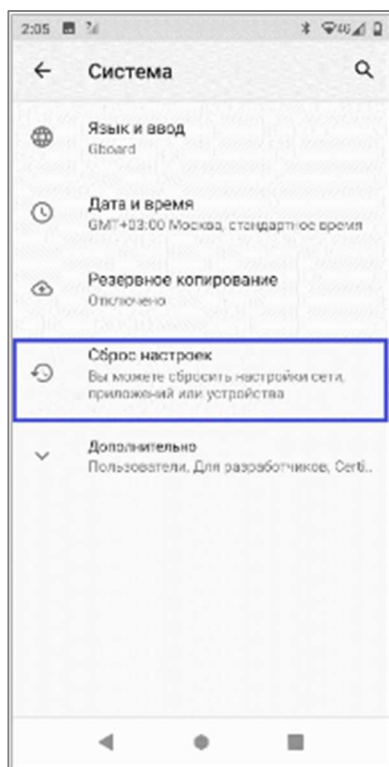 2:05
4G
Система
Язык и ввод
Gboard
Дата и время
GMT+03:00 Москва, стандартное время
Резервное копирование
Отключено
Сброс настроек
Вы можете сбросить настройки сети,
приложений или устройства
Дополнительно
Пользователи, Для разработчиков, Certi..